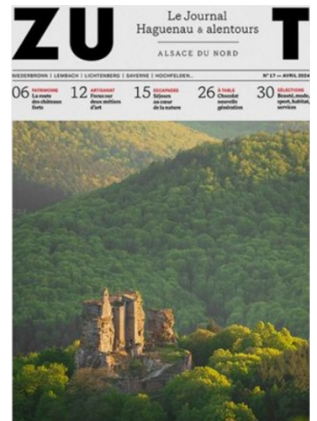 ZUT
Le Journal
Haguenau & alentours
ALSACE DU NORD
NIEDERBRONN | LEMBACH | LICHTENBERG | SAVERNE | HOCHFELDEN...
N° 17 — AVRIL 2024
06 PATRIMOINE
La route
des châteaux
forts
12 ARTISANAT
Focus sur
deux métiers
d'art
15 ESCAPADES
Séjours
au cœur
de la nature
26 À TABLE
Chocolat
nouvelle
génération
30 SÉLECTIONS
Beauté, mode,
sport, habitat,
services